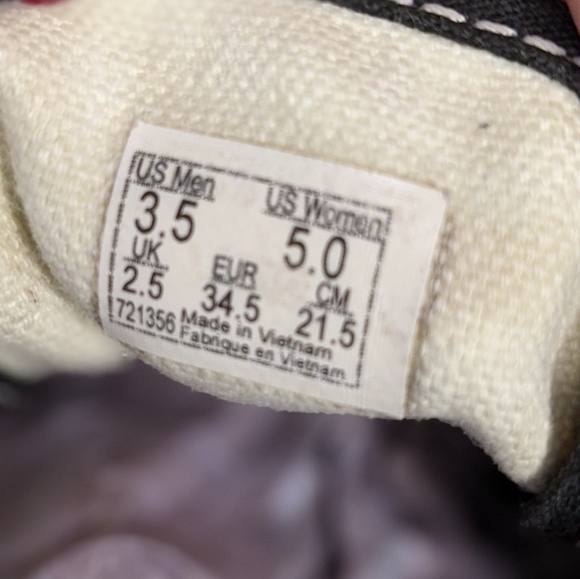 US Men US Women
3.5 5.0
UK EUR CM
2.5 34.5 21.5
721356 Made in Vietnam
Fabrique en Vietnam